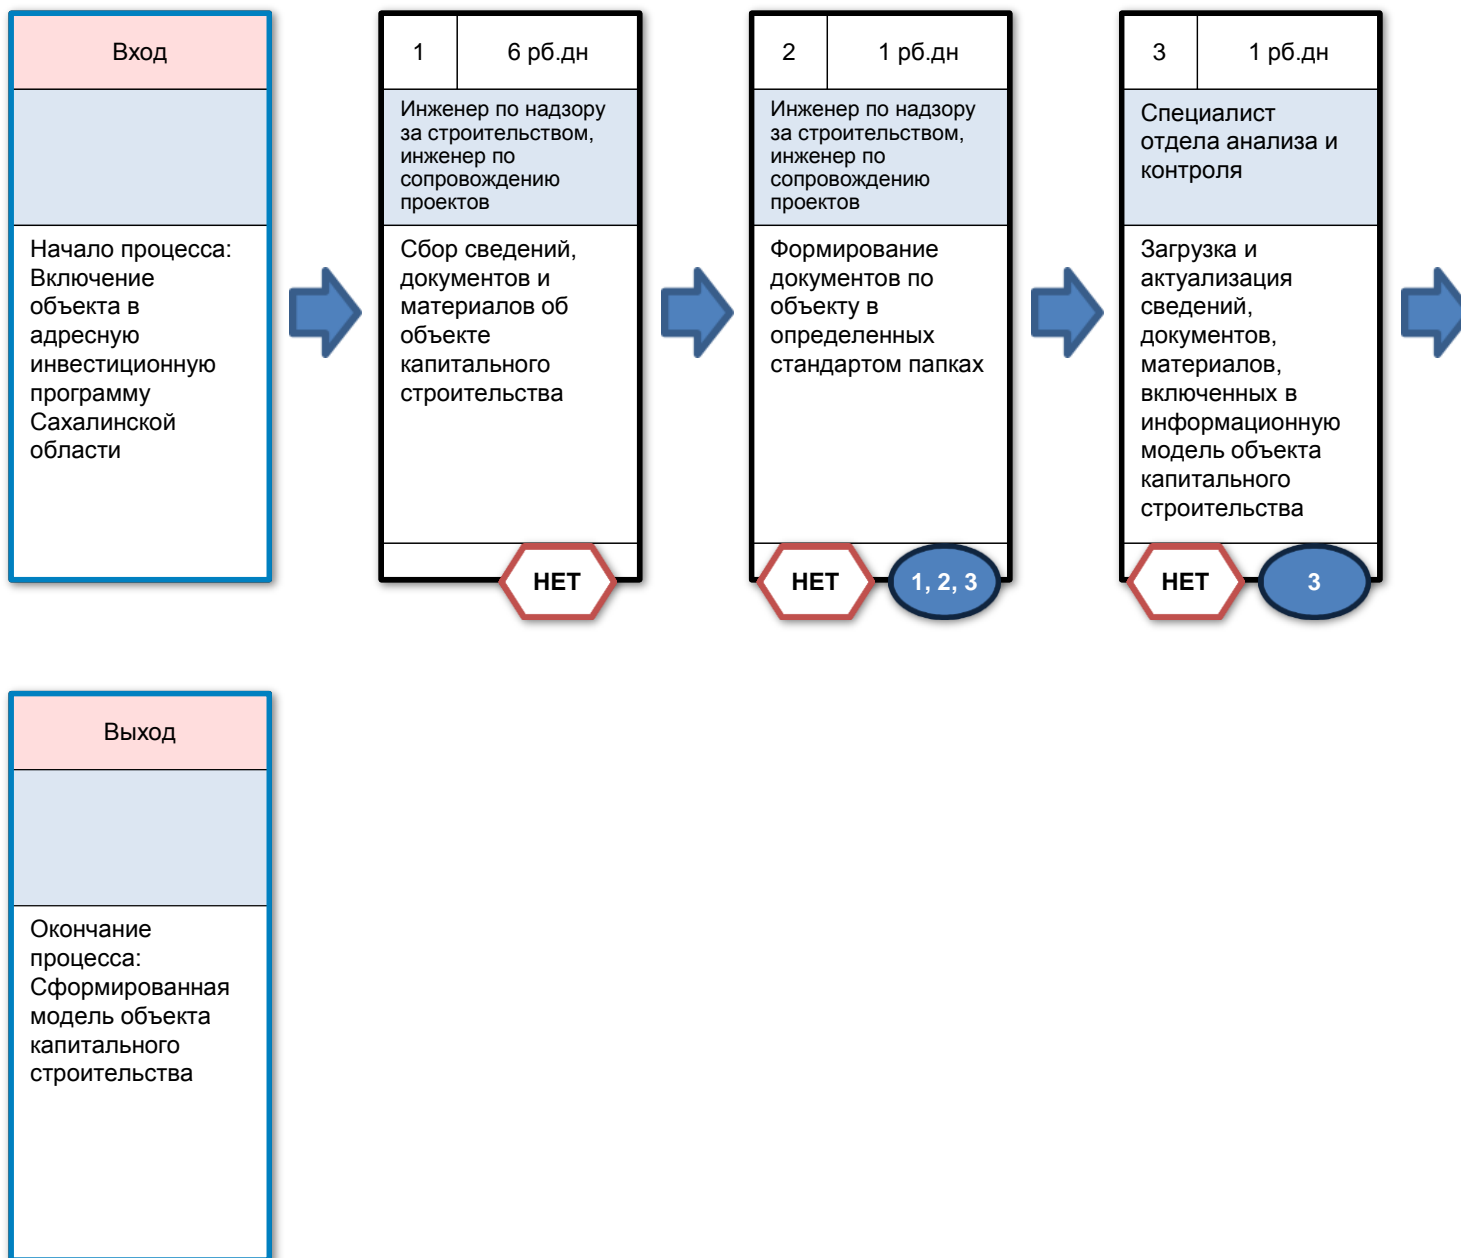 Вход
Начало процесса:
Включение
объекта в
адресную
инвестиционную
программу
Сахалинской
области
1
6 рб.дн
Инженер по надзору
за строительством,
инженер по
сопровождению
проектов
Сбор сведений,
документов и
материалов об
объекте
капитального
строительства
НЕТ
2
1 рб.дн
Инженер по надзору
за строительством,
инженер по
сопровождению
проектов
Формирование
документов по
объекту в
определенных
стандартом папках
НЕТ
1, 2, 3
3
1 рб.дн
Специалист
отдела анализа и
контроля
Загрузка и
актуализация
сведений,
документов,
материалов,
включенных в
информационную
модель объекта
капитального
строительства
НЕТ
3
Выход
Окончание
процесса:
Сформированная
модель объекта
капитального
строительства